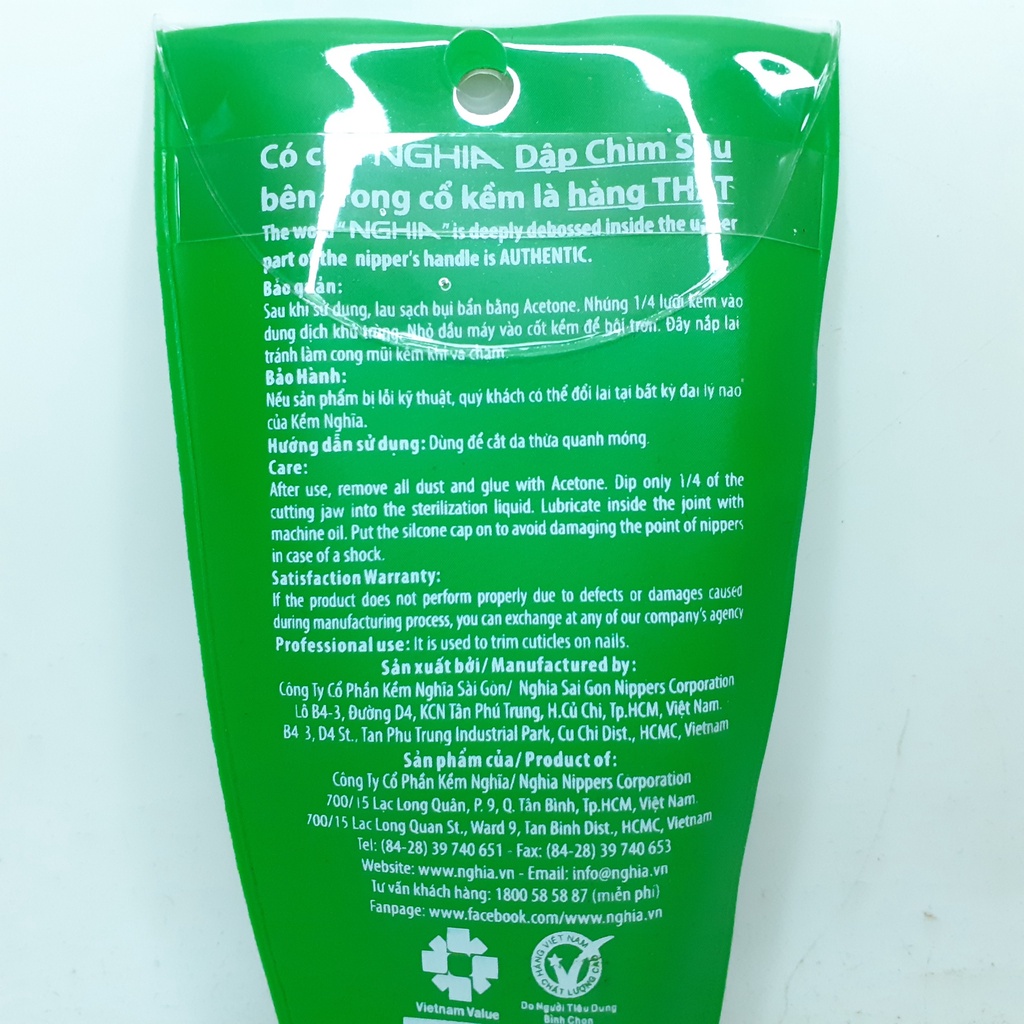 Có chữ NGHIA Dập Chìm Sâu
bên trong cổ kềm là hàng THẬT
The word "NGHIA" is deeply debossed inside the upper
part of the nipper's handle is AUTHENTIC.
Bảo quản:
Sau khi sử dụng, lau sạch bụi bẩn bằng Acetone. Nhúng 1/4 lưỡi kềm vào
dung dịch khử trùng. Nhỏ dầu máy vào cốt kềm để bôi trơn. Đây nắp lại
tránh làm cong mũi kềm khi va chạm.
Bảo Hành:
Nếu sản phẩm bị lỗi kỹ thuật, quý khách có thể đổi lại tại bất kỳ đại lý nào
của Kềm Nghĩa.
Hướng dẫn sử dụng: Dùng để cắt da thừa quanh móng.
Care:
After use, remove all dust and glue with Acetone. Dip only 1/4 of the
cutting jaw into the sterilization liquid. Lubricate inside the joint with
machine oil. Put the silcone cap on to avoid damaging the point of nippers
in case of a shock.
Satisfaction Warranty:
If the product does not perform properly due to defects or damages caused
during manufacturing process, you can exchange at any of our company's agency
Professional use: It is used to trim cuticles on nails.
Sản xuất bởi/ Manufactured by:
Công Ty Cổ Phần Kềm Nghĩa Sài Gòn/ Nghia Sai Gon Nippers Corporation
Lô B4-3, Đường D4, KCN Tân Phú Trung, H.Củ Chi, Tp.HCM, Việt Nam.
B4-3, D4 St., Tan Phu Trung Industrial Park, Cu Chi Dist., HCMC, Vietnam
Sản phẩm của/ Product of:
Công Ty Cổ Phần Kềm Nghĩa/ Nghia Nippers Corporation
700/15 Lạc Long Quân, P. 9, Q. Tân Bình, Tp.HCM, Việt Nam.
700/15 Lac Long Quan St., Ward 9, Tan Binh Dist., HCMC, Vietnam
Tel: (84-28) 39 740 651 - Fax: (84-28) 39 740 653
Website: www.nghia.vn - Email: info@nghia.vn
Tư vấn khách hàng: 1800 58 58 87 (miễn phí)
Fanpage: www.facebook.com/www.nghia.vn
HÀNG VIỆT NAM
CHẤT LƯỢNG CAO
Vietnam Value
Do Người Tiêu Dùng
Bình Chọn